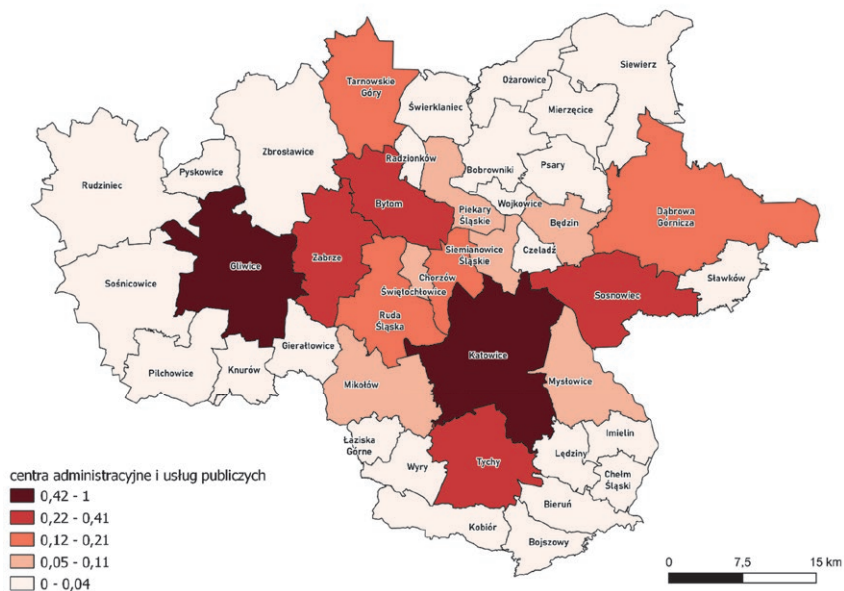 Siewierz
Ożarowice
Tarnowskie
Góry
Świerklaniec
Mierzęcice
Zbrosławice
Radzionków
Bobrowniki
Psary
Pyskowice
Rudziniec
Bytom
Wojkowice
Piekary
Śląskie
Będzin
Dąbrowa
Górnicza
Siemianowice
Śląskie
Czeladź
Gliwice
Zabrze
Chorzów
Świętochłowice
Sławków
Sośnicowice
Sosnowiec
Ruda
Śląska
Gierałtowice
Katowice
Pilchowice
Knurów
Mikołów
Mysłowice
Łaziska
Górne
Imielin
Tychy
Lędziny
Wyry
Chełm
Śląski
Bieruń
Kobiór
Bojszowy
centra administracyjne i usług publicznych
0,42 - 1
0,22 - 0,41
0,12 - 0,21
0,05 - 0,11
0 - 0,04
0 7,5 15 km